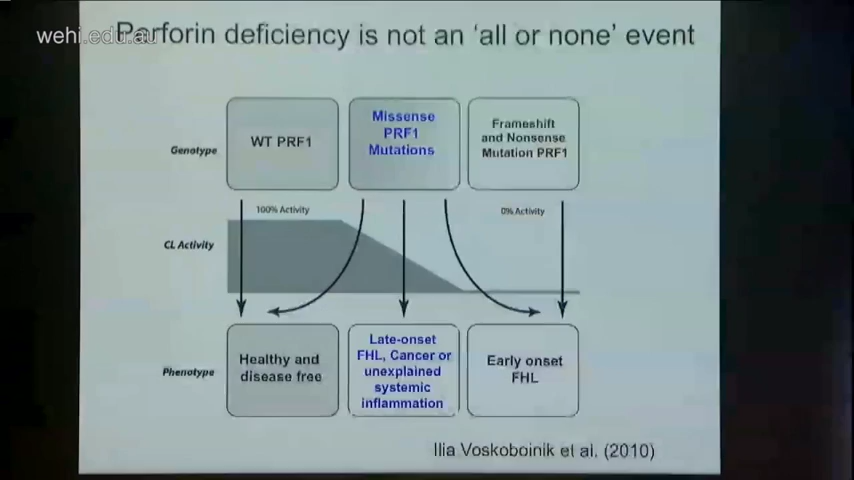 wehi.edu.au
Perforin deficiency is not an ‘all or none’ event
Genotype
WT PRF1
Missense
PRF1
Mutations
Frameshift
and Nonsense
Mutation PRF1
100% Activity
0% Activity
CL Activity
Phenotype
Healthy and
disease free
Late-onset
FHL, Cancer or
unexplained
systemic
inflammation
Early onset
FHL
Ilia Voskoboinik et al. (2010)